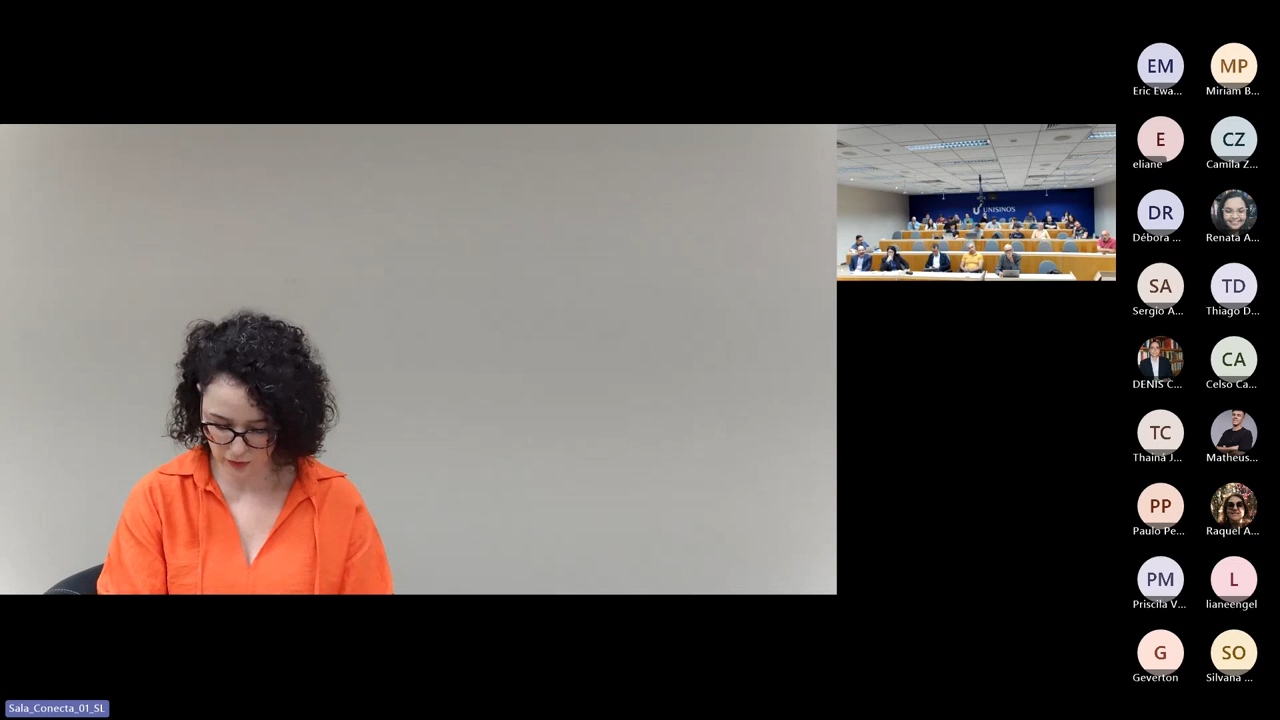 EM
Eric Ewa...
MP
Miriam B...
E
eliane
CZ
Camila Z...
DR
Débora ...
Renata A...
SA
Sergio A...
TD
Thiago D...
DENIS C...
CA
Celso Ca...
TC
Thainá J...
Matheus...
PP
Paulo Pe...
Raquel A...
PM
Priscila V...
L
lianeengel
G
Geverton
SO
Silvana ...
UNISINOS
Sala_Conecta_01_SL